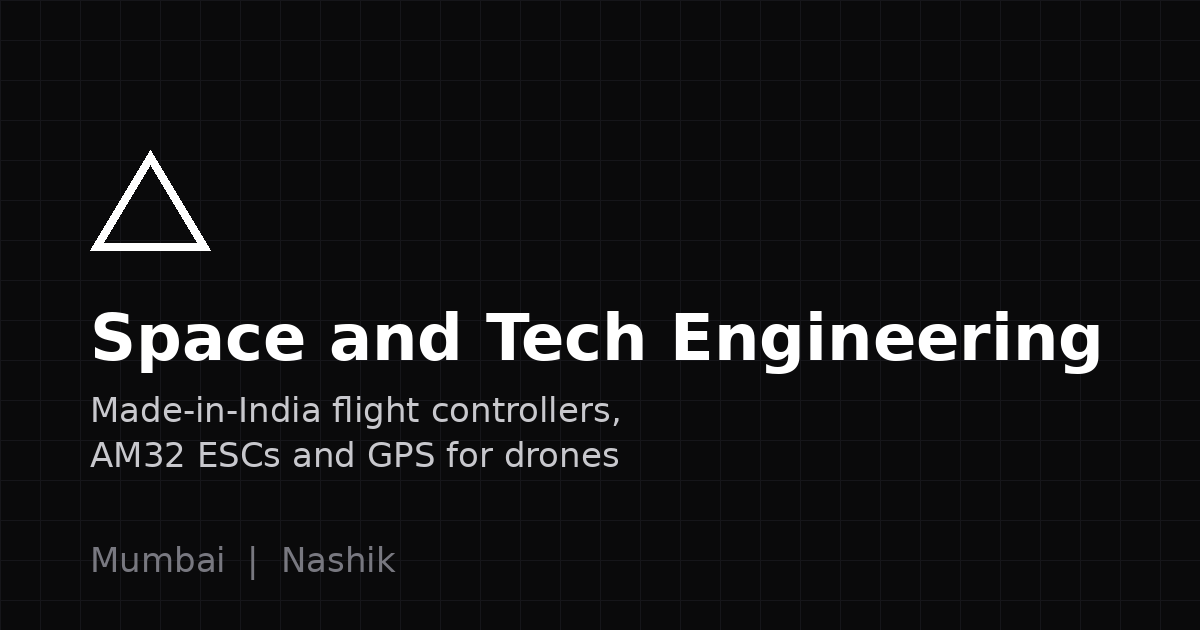 Space and Tech Engineering
Made-in-India flight controllers,
AM32 ESCs and GPS for drones
Mumbai | Nashik